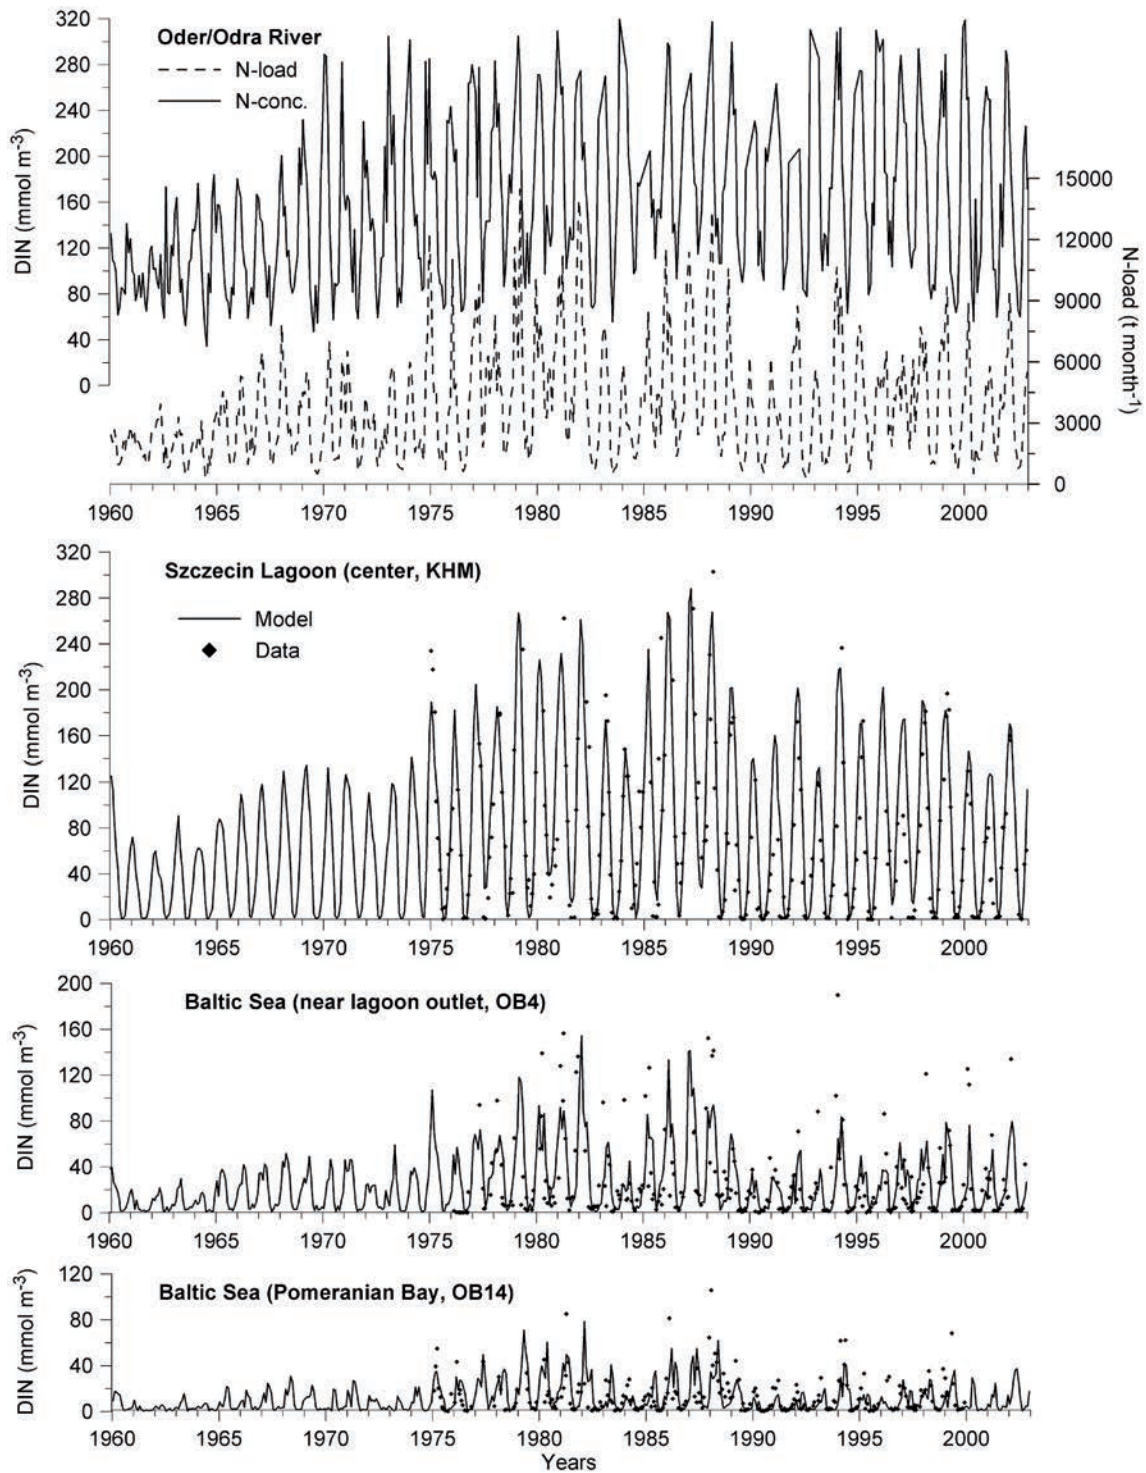 Oder/Odra River
N-load
N-conc.
DIN (mmol m⁻³)
320
280
240
200
160
120
80
40
0
15000
12000
9000
6000
3000
0
N-load (t month⁻¹)
1960 1965 1970 1975 1980 1985 1990 1995 2000
Szczecin Lagoon (center, KHM)
Model
Data
DIN (mmol m⁻³)
320
280
240
200
160
120
80
40
0
1960 1965 1970 1975 1980 1985 1990 1995 2000
Baltic Sea (near lagoon outlet, OB4)
DIN (mmol m⁻³)
200
160
120
80
40
0
1960 1965 1970 1975 1980 1985 1990 1995 2000
Baltic Sea (Pomeranian Bay, OB14)
DIN (mmol m⁻³)
120
80
40
0
1960 1965 1970 1975 1980 1985 1990 1995 2000
Years